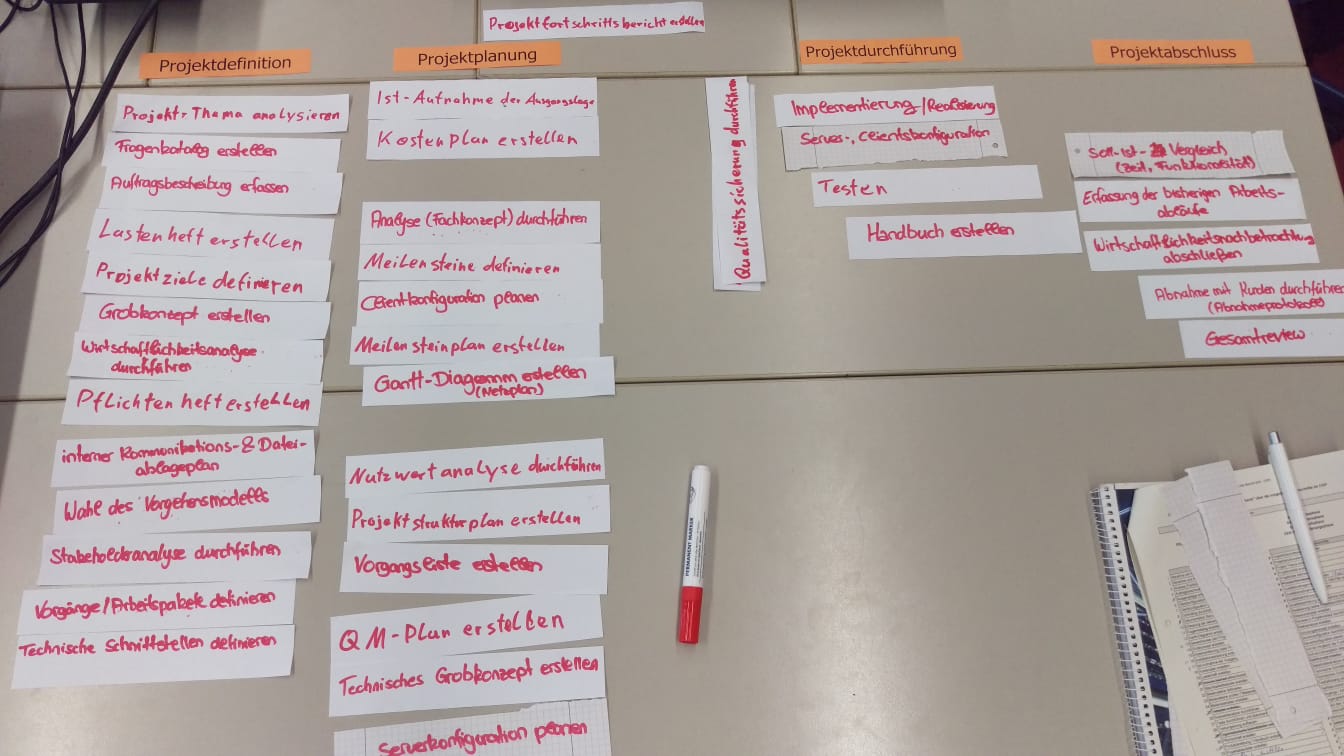 Projektfortschrittsbericht erstellen
Projektdefinition
Projekt-Thema analysieren
Fragenkatalog erstellen
Auftragsbeschreibung erfassen
Lastenheft erstellen
Projektziele definieren
Grobkonzept erstellen
Wirtschaftlichkeitsanalyse
durchführen
Pflichtenheft erstellen
interner Kommunikations- & Datei-
ablageplan
Wahl des Vorgehensmodells
Stakeholderanalyse durchführen
Vorgänge/Arbeitspakete definieren
Technische Schnittstellen definieren
Projektplanung
Ist-Aufnahme der Ausgangslage
Kostenplan erstellen
Analyse (Fachkonzept) durchführen
Meilensteine definieren
Clientkonfiguration planen
Meilensteinplan erstellen
Gantt-Diagramm erstellen
(Netzplan)
Nutzwertanalyse durchführen
Projektstrukturplan erstellen
Vorgangsliste erstellen
QM-Plan erstellen
Technisches Grobkonzept erstellen
Serverkonfiguration planen
Qualitätssicherung durchführen
Projektdurchführung
Implementierung/Realisierung
Server-, Clientskonfiguration
Testen
Handbuch erstellen
Projektabschluss
Soll-Ist- Vergleich
(Zeit, Funktionalität)
Erfassung der bisherigen Arbeits-
abläufe
Wirtschaftlichkeitsnachbetrachtung
abschließen
Abnahme mit Kunden durchführen
(Abnahmeprotokoll)
Gesamtreview
PERMANENT MARKER